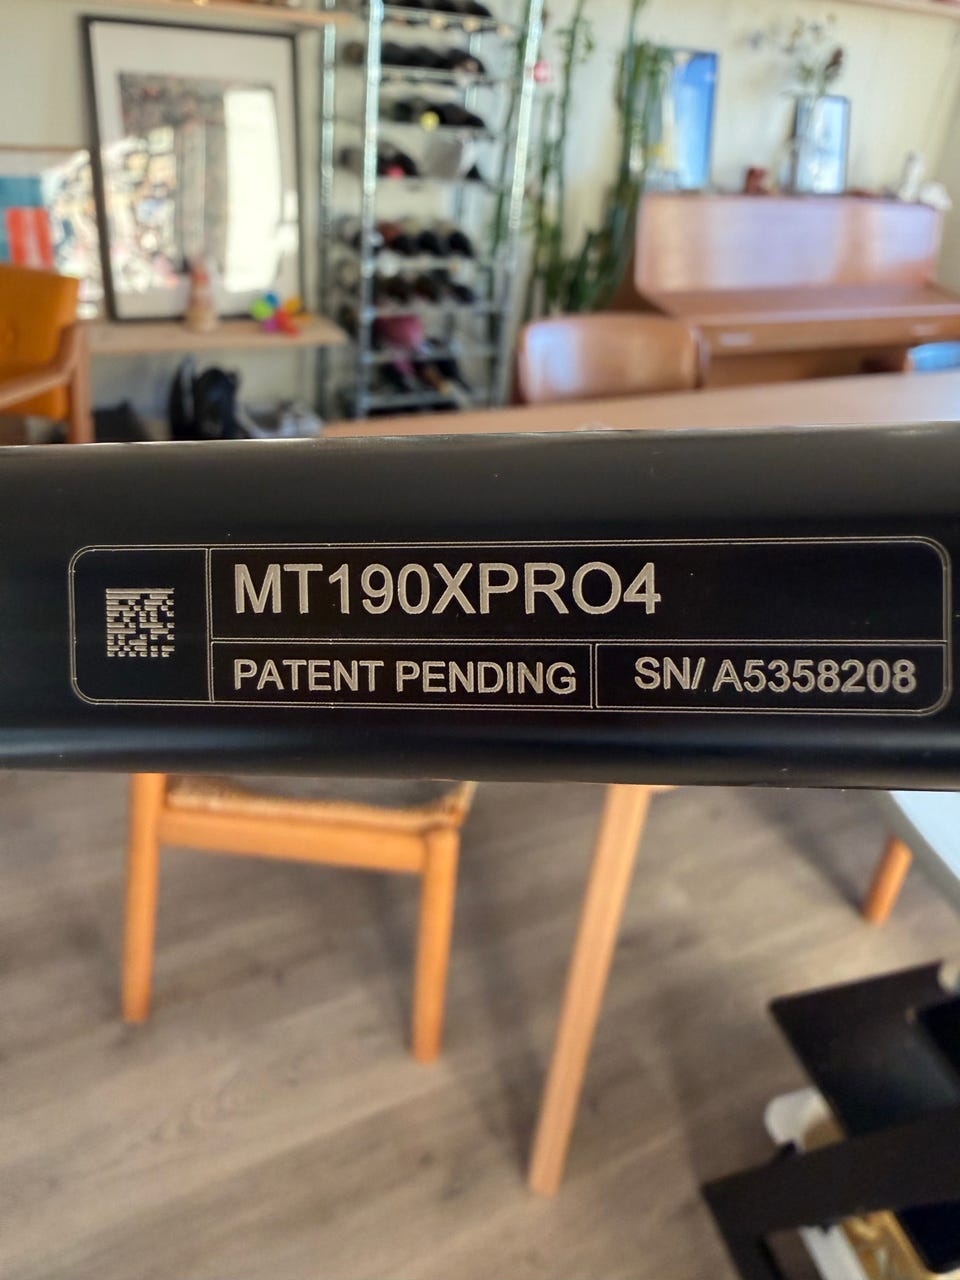 MT190XPRO4
PATENT PENDING
SN/ A5358208